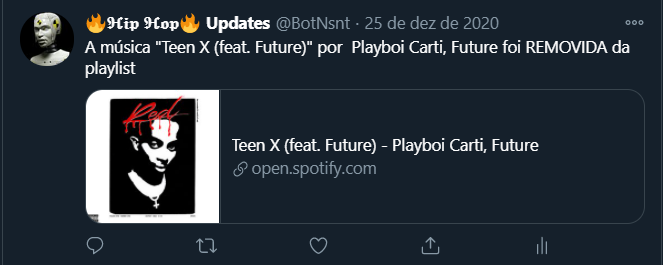 🔥𝕳𝖎𝖕 𝕳𝖔𝖕🔥 Updates @BotNsnt · 25 de dez de 2020
A música "Teen X (feat. Future)" por  Playboi Carti, Future foi REMOVIDA da
playlist
Red
Teen X (feat. Future) - Playboi Carti, Future
open.spotify.com